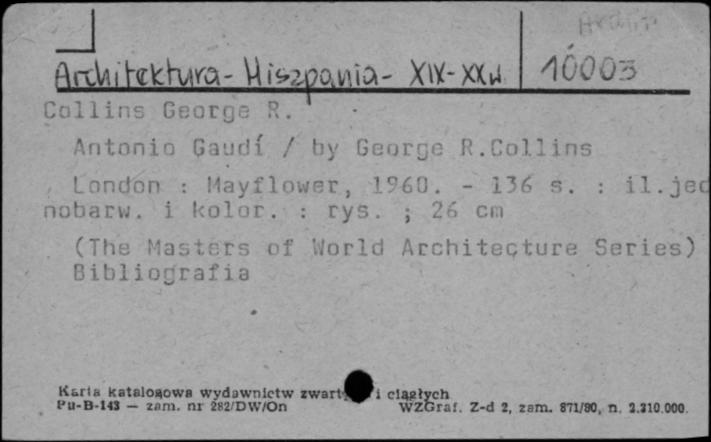 Architektura - Hiszpania - XIX-XXw. 10003
Collins George R.
Antonio Gaudí / by George R.Collins
London : Mayflower, 1960. - 136 s. : il.jed
nobarw. i kolor. : rys. ; 26 cm
(The Masters of World Architecture Series)
Bibliografia
Karta katalogowa wydawnictw i ciągłych
Pu-B-143 — zam. nr 282/DW/On WZGraf. Z-d 2, zam. 871/80, n. 2.210.000.